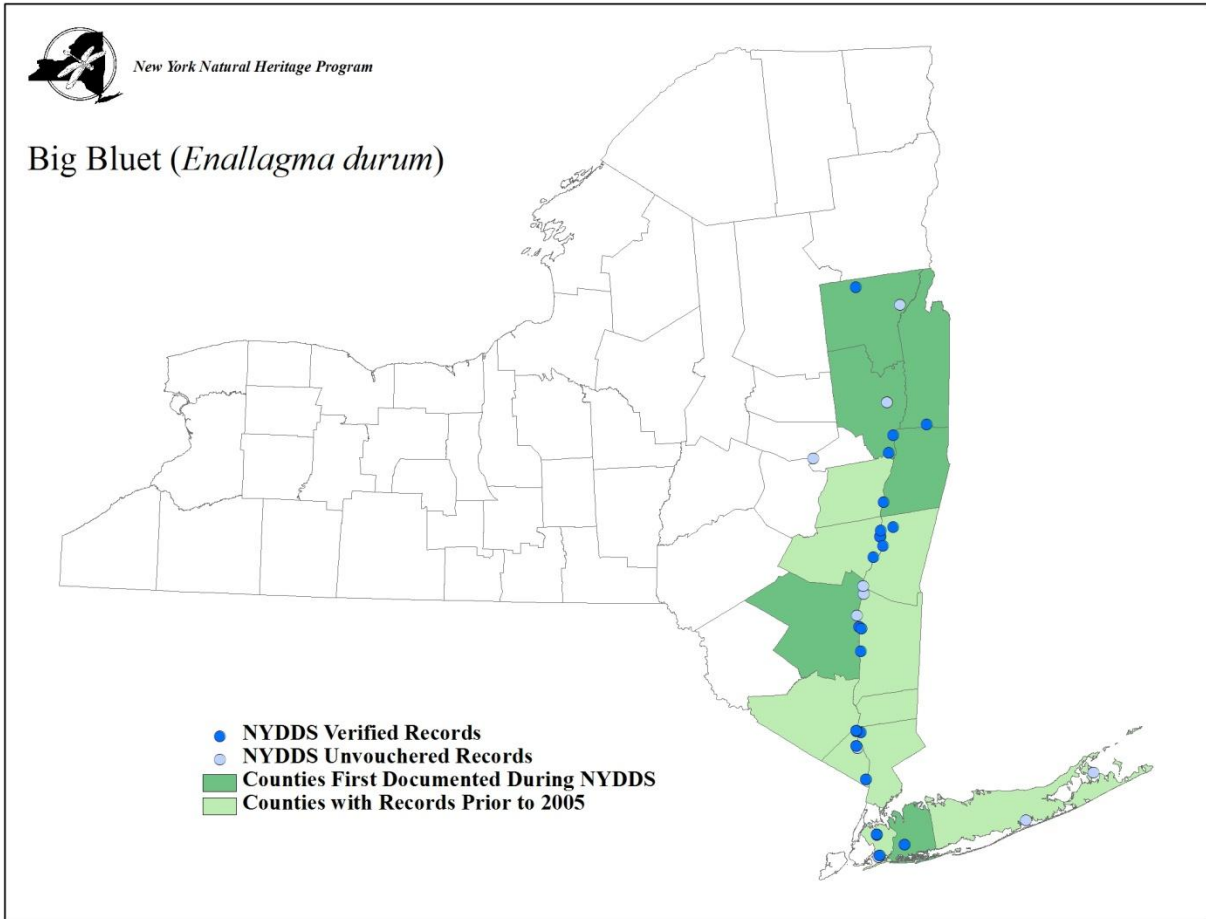 New York Natural Heritage Program
Big Bluet (Enallagma durum)
NYDDS Verified Records
NYDDS Unvouchered Records
Counties First Documented During NYDDS
Counties with Records Prior to 2005